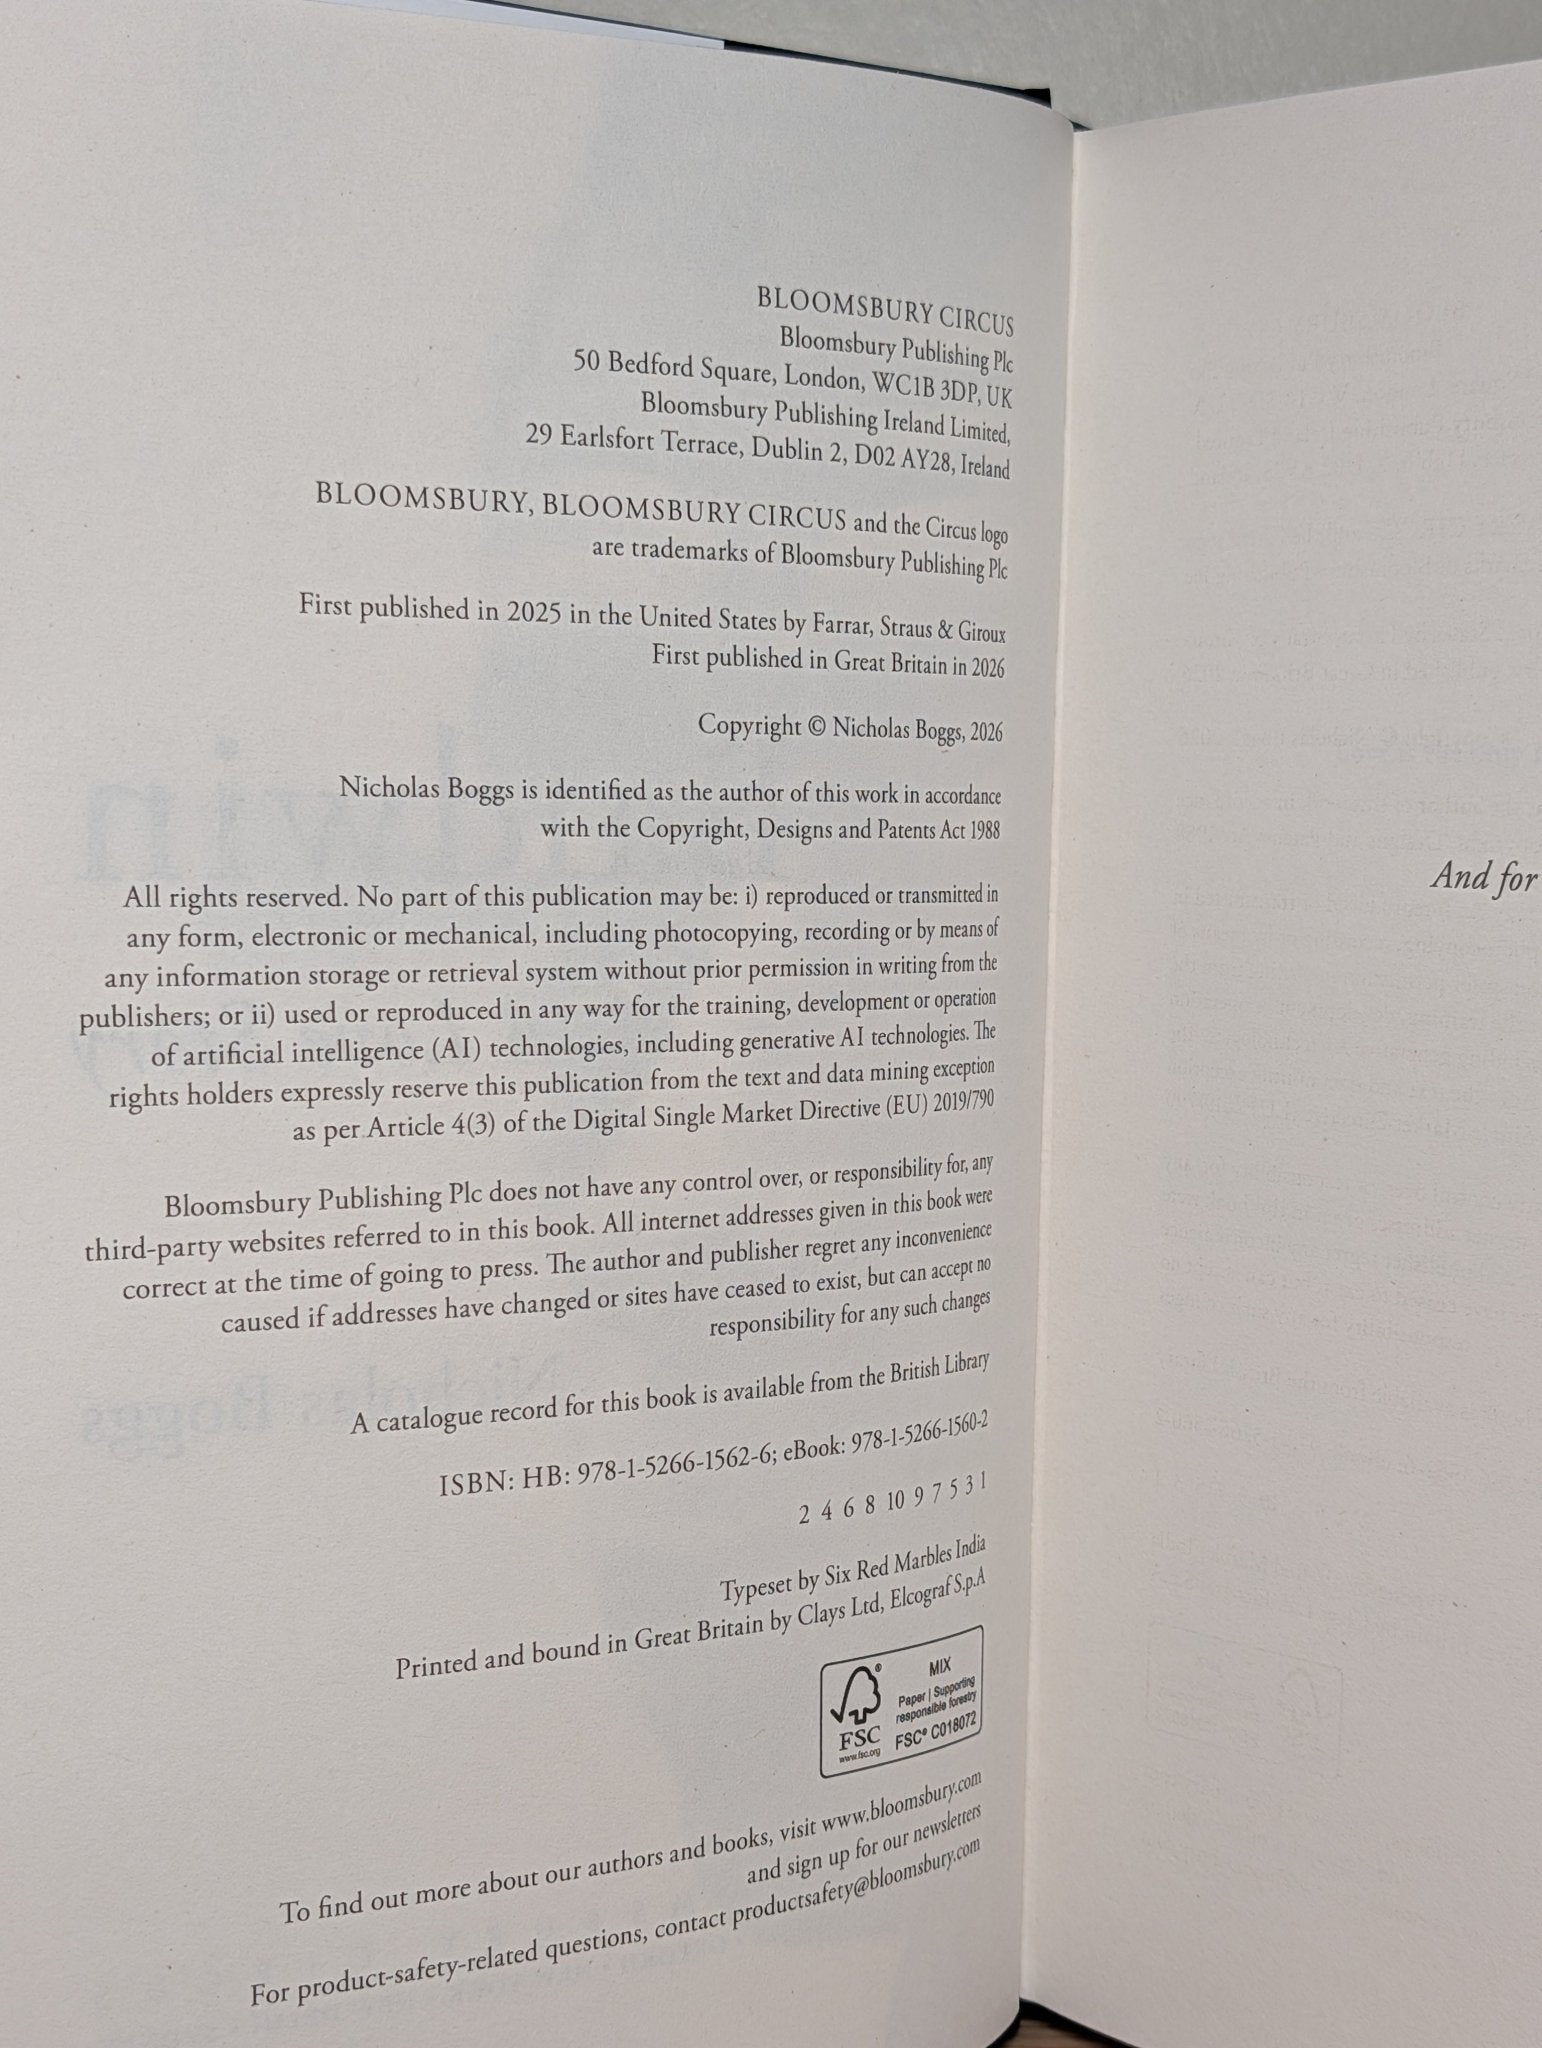 BLOOMSBURY CIRCUS
Bloomsbury Publishing Plc
50 Bedford Square, London, WC1B 3DP, UK
Bloomsbury Publishing Ireland Limited,
29 Earlsfort Terrace, Dublin 2, D02 AY28, Ireland
BLOOMSBURY, BLOOMSBURY CIRCUS and the Circus logo
are trademarks of Bloomsbury Publishing Plc
First published in 2025 in the United States by Farrar, Straus & Giroux
First published in Great Britain in 2026
Copyright © Nicholas Boggs, 2026
Nicholas Boggs is identified as the author of this work in accordance
with the Copyright, Designs and Patents Act 1988
All rights reserved. No part of this publication may be: i) reproduced or transmitted in
any form, electronic or mechanical, including photocopying, recording or by means of
any information storage or retrieval system without prior permission in writing from the
publishers; or ii) used or reproduced in any way for the training, development or operation
of artificial intelligence (AI) technologies, including generative AI technologies. The
rights holders expressly reserve this publication from the text and data mining exception
as per Article 4(3) of the Digital Single Market Directive (EU) 2019/790
Bloomsbury Publishing Plc does not have any control over, or responsibility for, any
third-party websites referred to in this book. All internet addresses given in this book were
correct at the time of going to press. The author and publisher regret any inconvenience
caused if addresses have changed or sites have ceased to exist, but can accept no
responsibility for any such changes
A catalogue record for this book is available from the British Library
ISBN: HB: 978-1-5266-1562-6; eBook: 978-1-5266-1560-2
2 4 6 8 10 9 7 5 3 1
Typeset by Six Red Marbles India
Printed and bound in Great Britain by Clays Ltd, Elcograf S.p.A
FSC
www.fsc.org
MIX
Paper | Supporting
responsible forestry
FSC® C018072
To find out more about our authors and books, visit www.bloomsbury.com
and sign up for our newsletters
For product-safety-related questions, contact productsafety@bloomsbury.com
And for